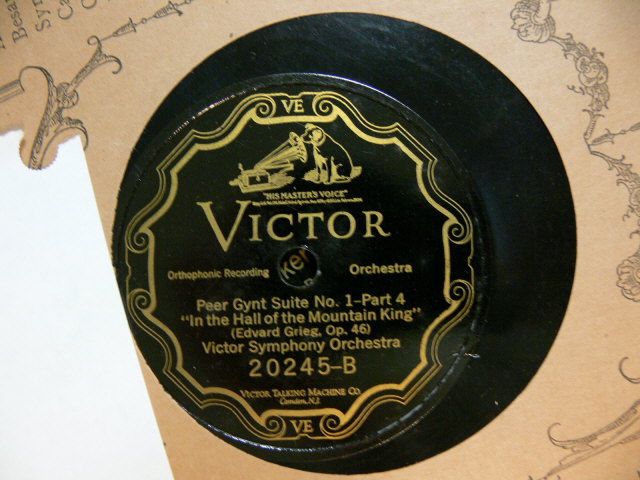 VE
"HIS MASTER'S VOICE"
VICTOR
Orthophonic Recording
Orchestra
Peer Gynt Suite No. 1-Part 4
"In the Hall of the Mountain King"
(Edvard Grieg, Op. 46)
Victor Symphony Orchestra
20245-B
VICTOR TALKING MACHINE CO.
Camden, N.J.
VE